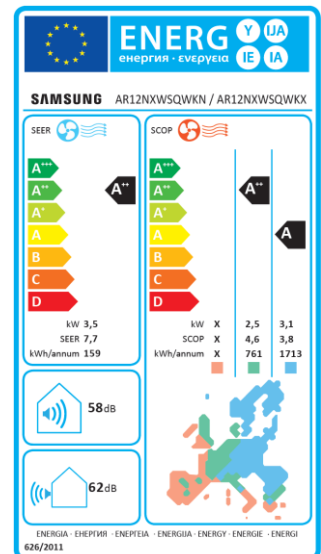 ENERG Y IJA
енергия · ενεργεια IE IA
SAMSUNG AR12NXWSQWKN / AR12NXWSQWKX
SEER SCOP
A+++ A+++
A++ A++ A++ A++
A+ A+
A A A
B B
C C
D D
kW 3,5 kW X 2,5 3,1
SEER 7,7 SCOP X 4,6 3,8
kWh/annum 159 kWh/annum X 761 1713
58dB
62dB
ENERGIA · ЕНЕРГИЯ · ΕΝΕΡΓΕΙΑ · ENERGIJA · ENERGY · ENERGIE · ENERGI
626/2011